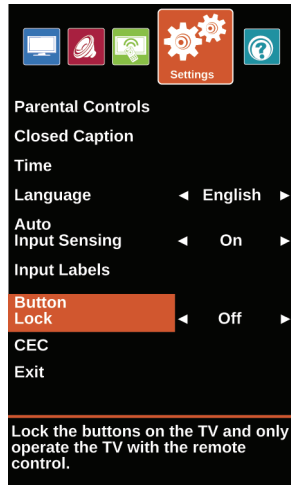 Settings
Parental Controls
Closed Caption
Time
Language ◄ English ►
Auto
Input Sensing ◄ On ►
Input Labels
Button
Lock ◄ Off ►
CEC
Exit
Lock the buttons on the TV and only
operate the TV with the remote
control.